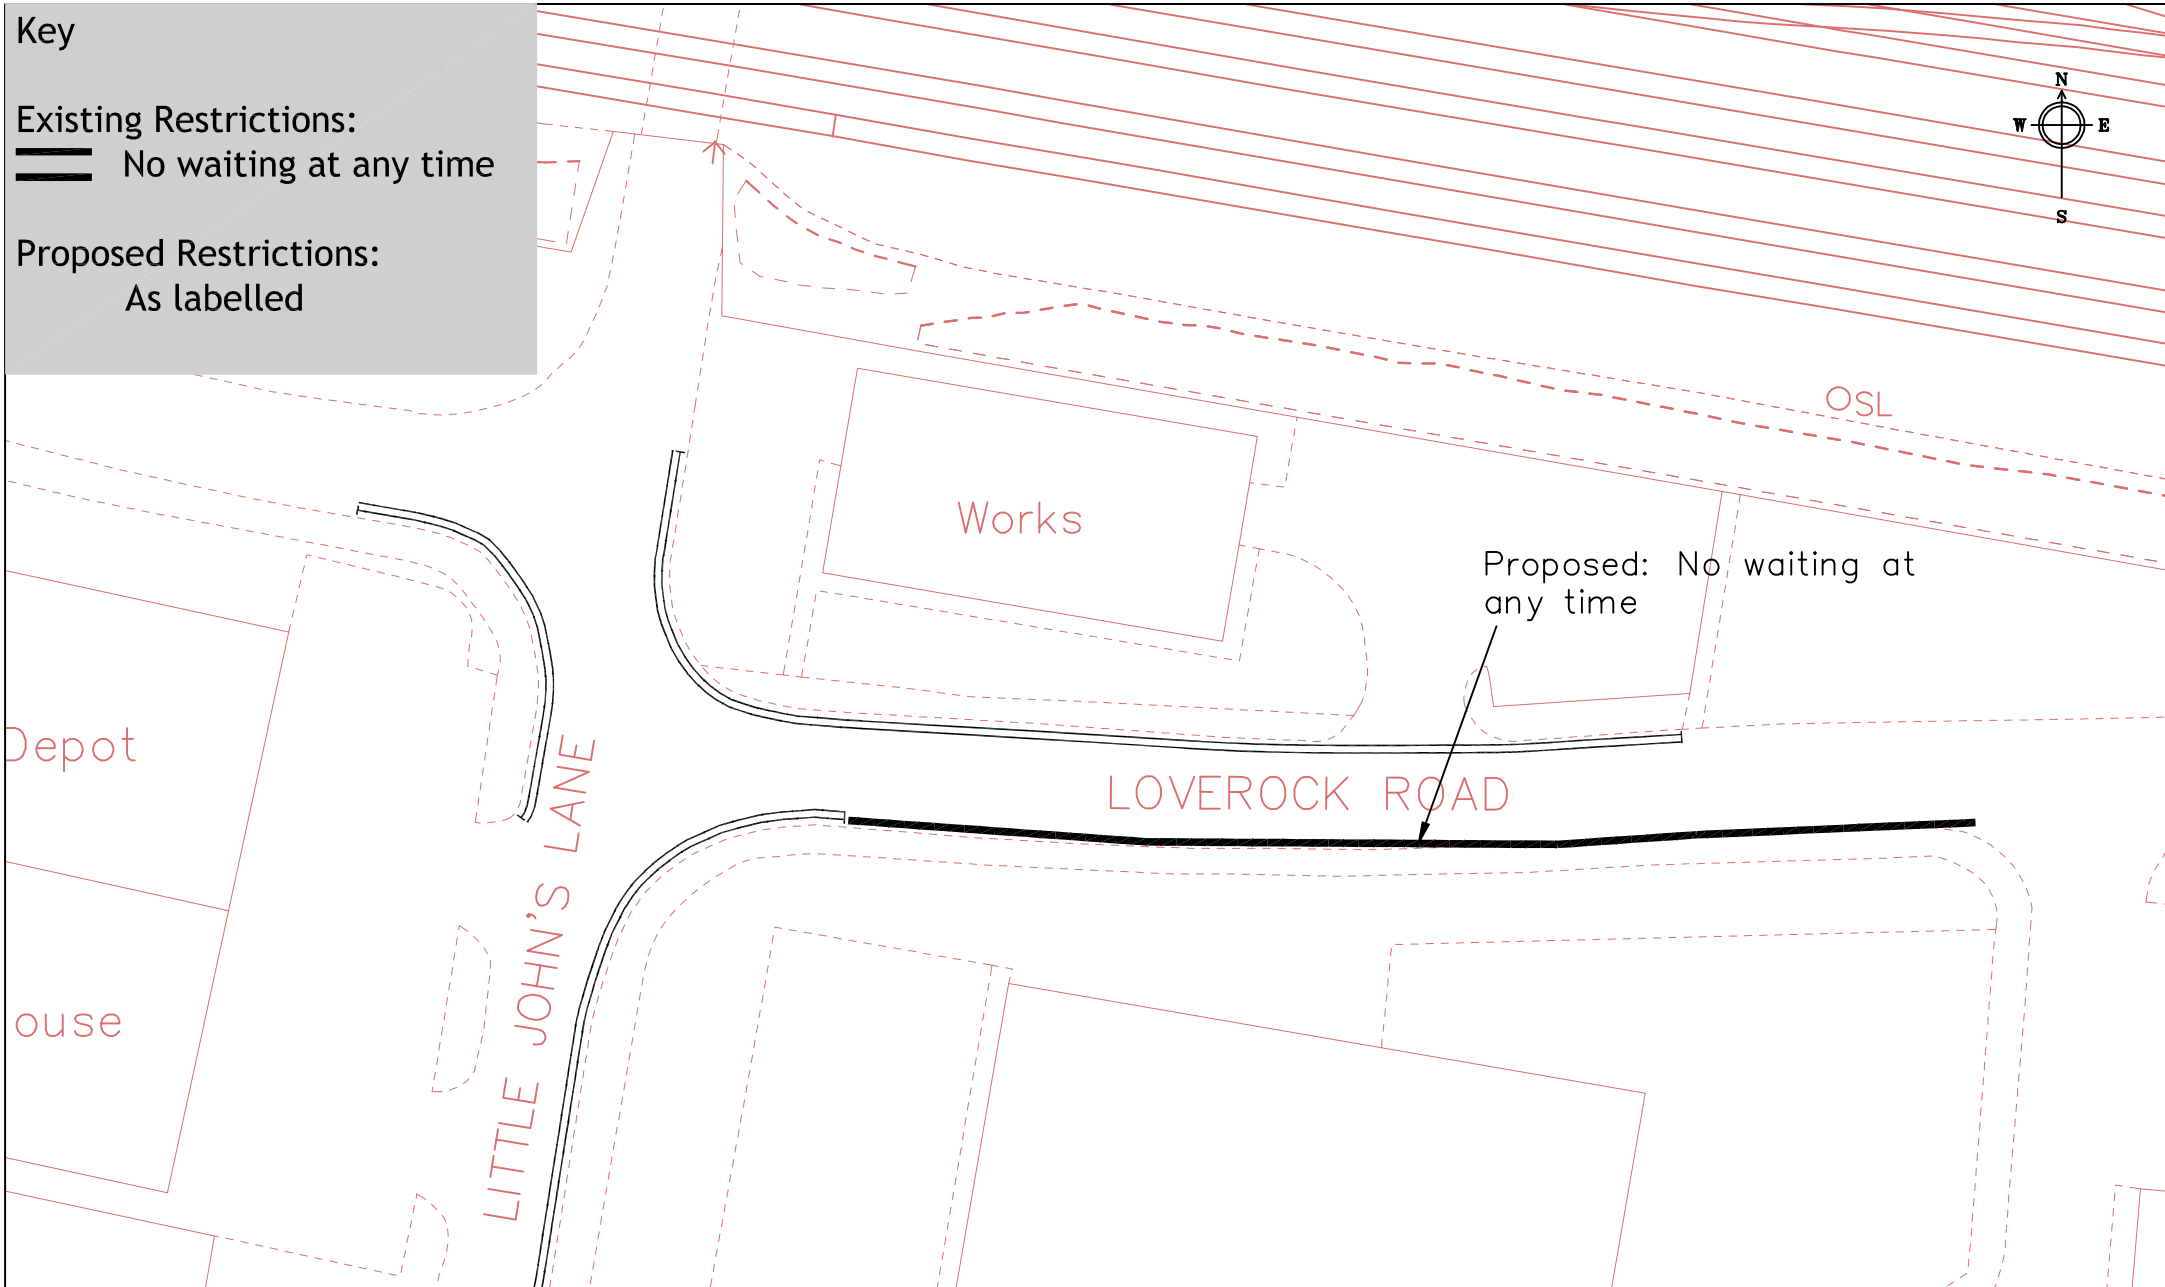 Key
Existing Restrictions:
No waiting at any time
Proposed Restrictions:
As labelled
N
W E
S
SL
Works
Proposed: No waiting at
any time
Depot
LOVEROCK ROAD
LITTLE JOHN'S LANE
ouse